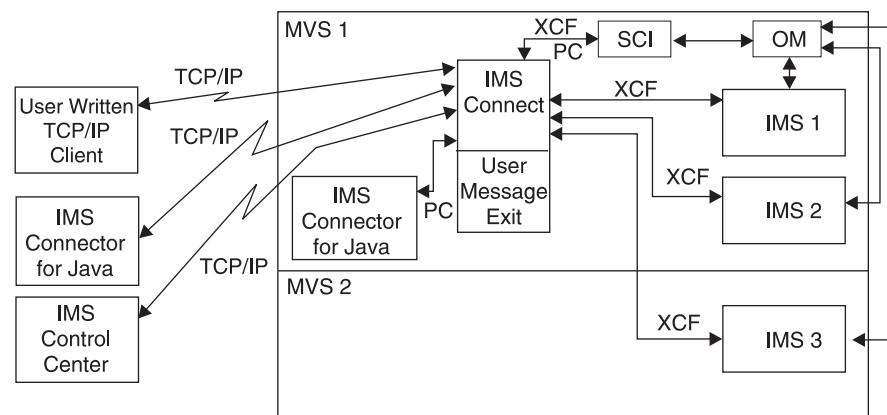 MVS 1
XCF
PC
SCI
OM
TCP/IP
IMS
Connect
XCF
IMS 1
User Written
TCP/IP
Client
TCP/IP
User
Message
Exit
XCF
IMS 2
IMS
Connector
for Java
PC
IMS
Connector
for Java
TCP/IP
MVS 2
IMS
Control
Center
XCF
IMS 3